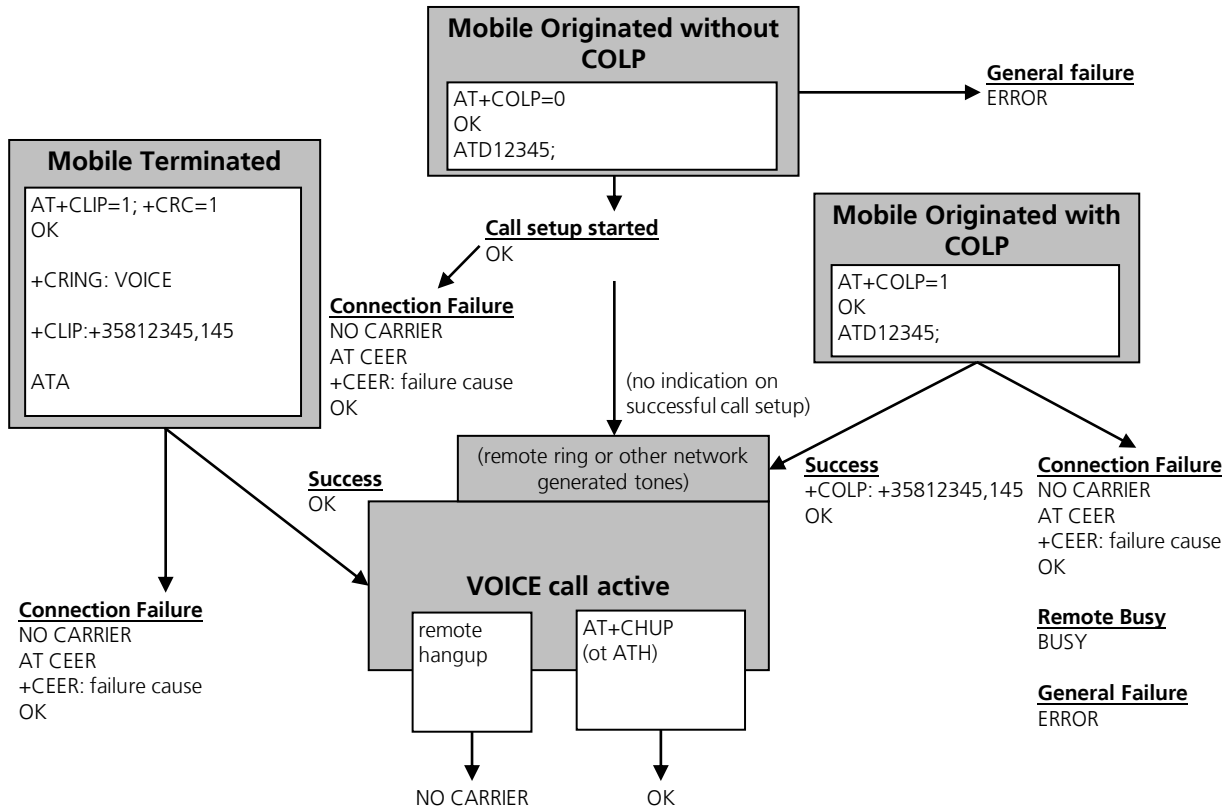 Mobile Originated without
COLP
AT+COLP=0
OK
ATD12345;
General failure
ERROR
Mobile Terminated
AT+CLIP=1; +CRC=1
OK
+CRING: VOICE
+CLIP:+35812345,145
ATA
Call setup started
OK
Mobile Originated with
COLP
AT+COLP=1
OK
ATD12345;
Connection Failure
NO CARRIER
AT CEER
+CEER: failure cause
OK
(no indication on
successful call setup)
Success
OK
(remote ring or other network
generated tones)
Success
+COLP: +35812345,145
OK
Connection Failure
NO CARRIER
AT CEER
+CEER: failure cause
OK
Remote Busy
BUSY
General Failure
ERROR
VOICE call active
remote
hangup
AT+CHUP
(ot ATH)
Connection Failure
NO CARRIER
AT CEER
+CEER: failure cause
OK
NO CARRIER
OK